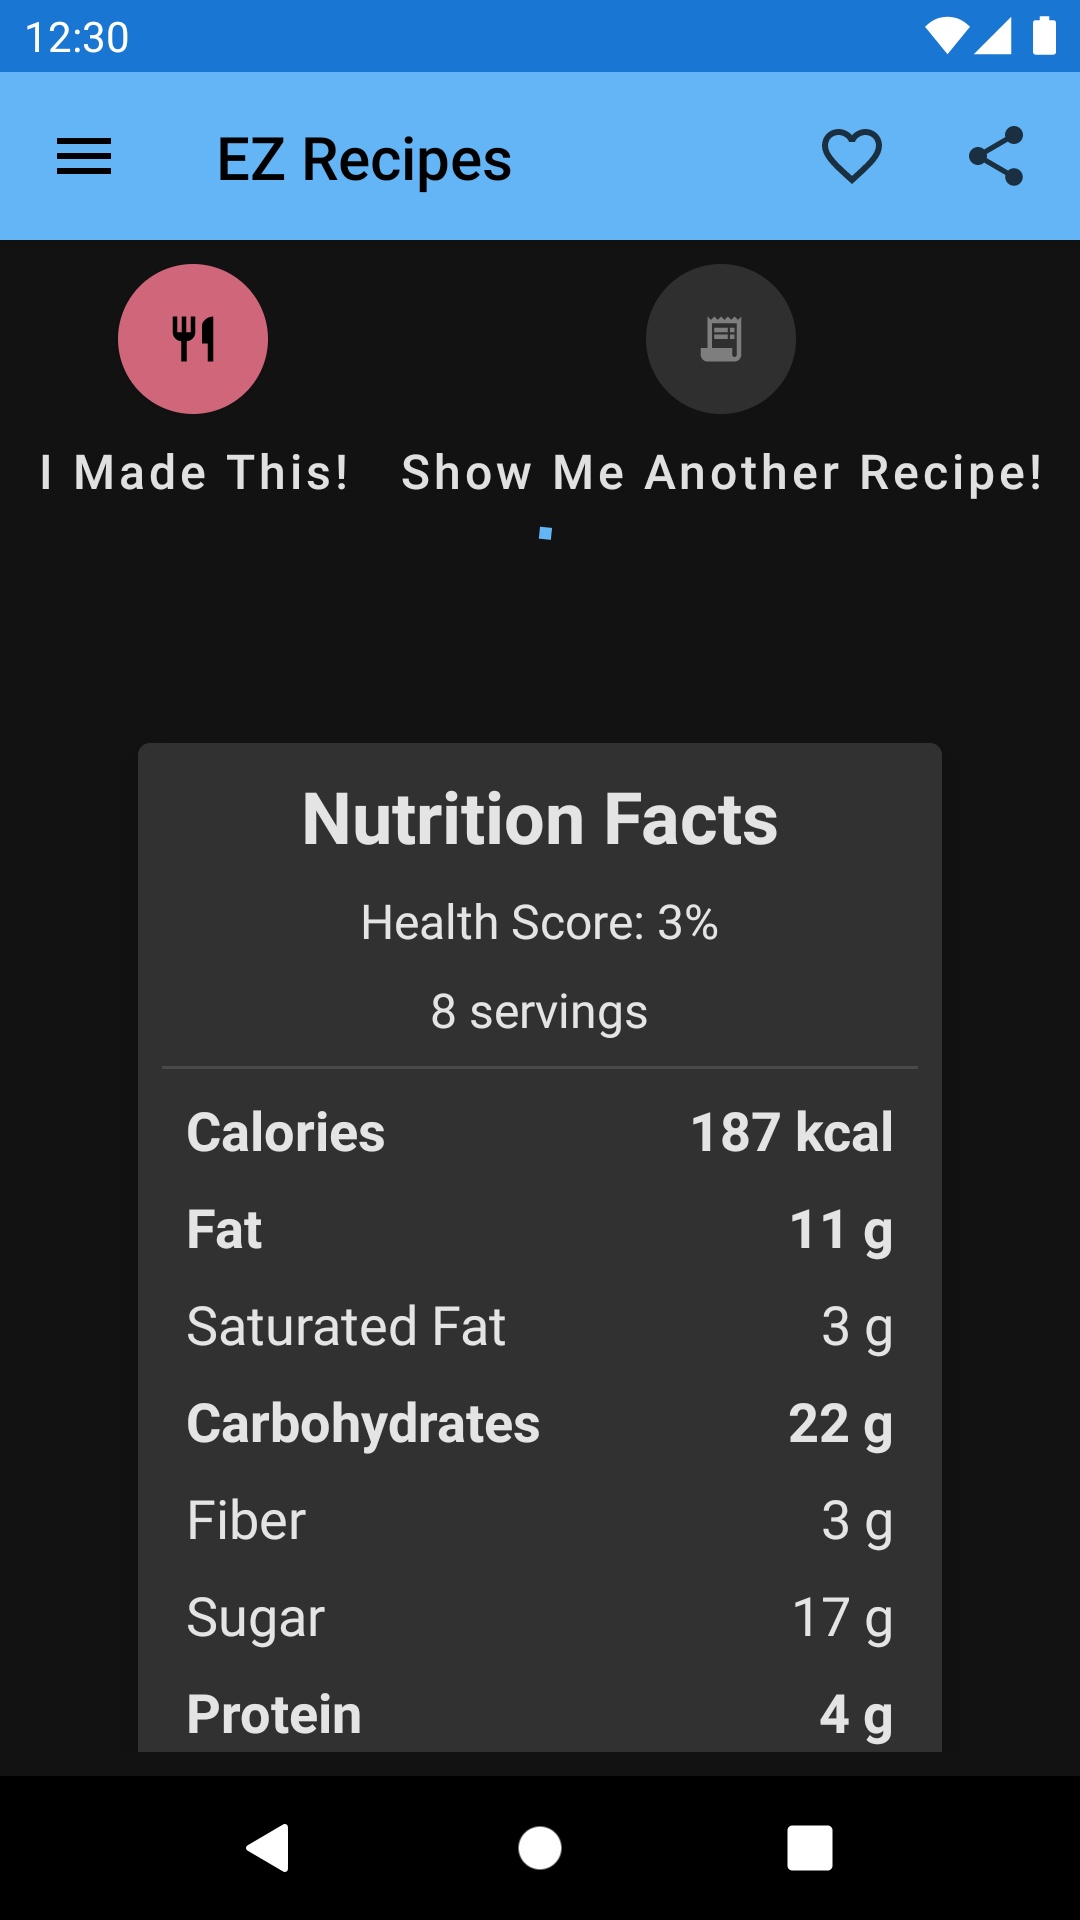 12:30
EZ Recipes
I Made This!
Show Me Another Recipe!
Nutrition Facts
Health Score: 3%
8 servings
Calories 187 kcal
Fat 11 g
Saturated Fat 3 g
Carbohydrates 22 g
Fiber 3 g
Sugar 17 g
Protein 4 g